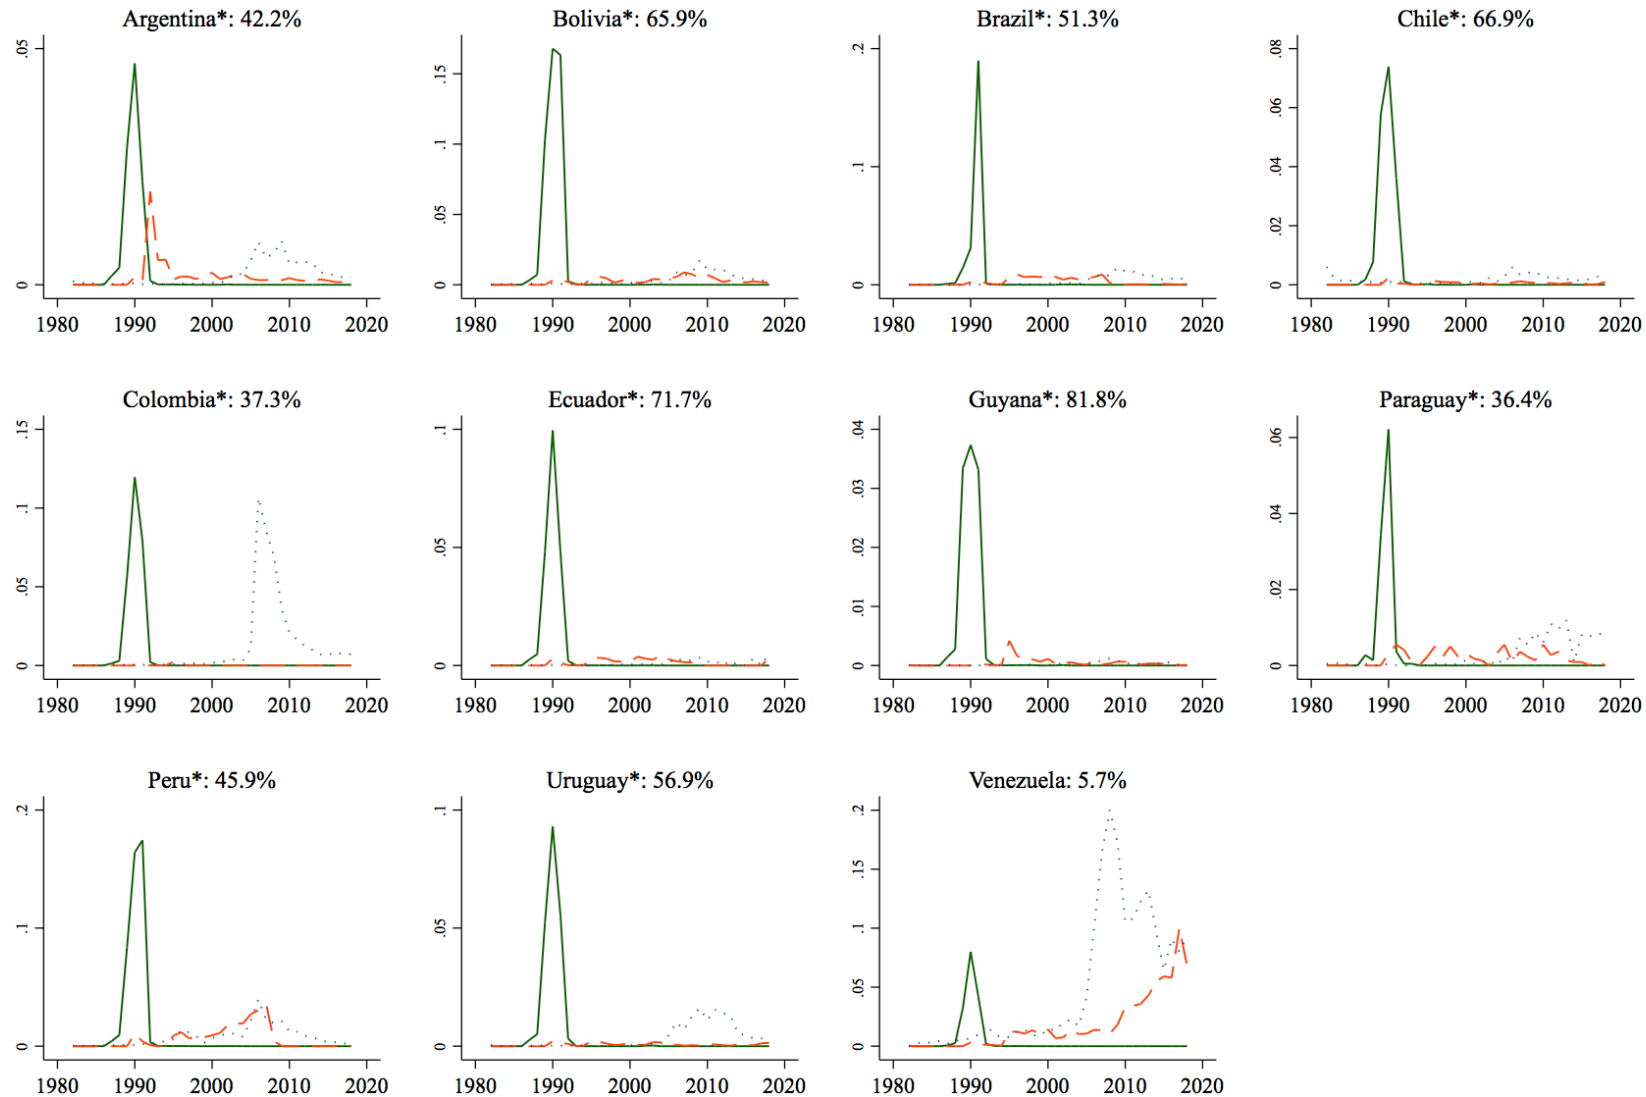 Argentina*: 42.2%
.05
0
1980 1990 2000 2010 2020
Bolivia*: 65.9%
.15
.1
.05
0
1980 1990 2000 2010 2020
Brazil*: 51.3%
.2
.1
0
1980 1990 2000 2010 2020
Chile*: 66.9%
.08
.06
.04
.02
0
1980 1990 2000 2010 2020
Colombia*: 37.3%
.15
.1
.05
0
1980 1990 2000 2010 2020
Ecuador*: 71.7%
.1
.05
0
1980 1990 2000 2010 2020
Guyana*: 81.8%
.04
.03
.02
.01
0
1980 1990 2000 2010 2020
Paraguay*: 36.4%
.06
.04
.02
0
1980 1990 2000 2010 2020
Peru*: 45.9%
.2
.1
0
1980 1990 2000 2010 2020
Uruguay*: 56.9%
.1
.05
0
1980 1990 2000 2010 2020
Venezuela: 5.7%
.2
.15
.1
.05
0
1980 1990 2000 2010 2020